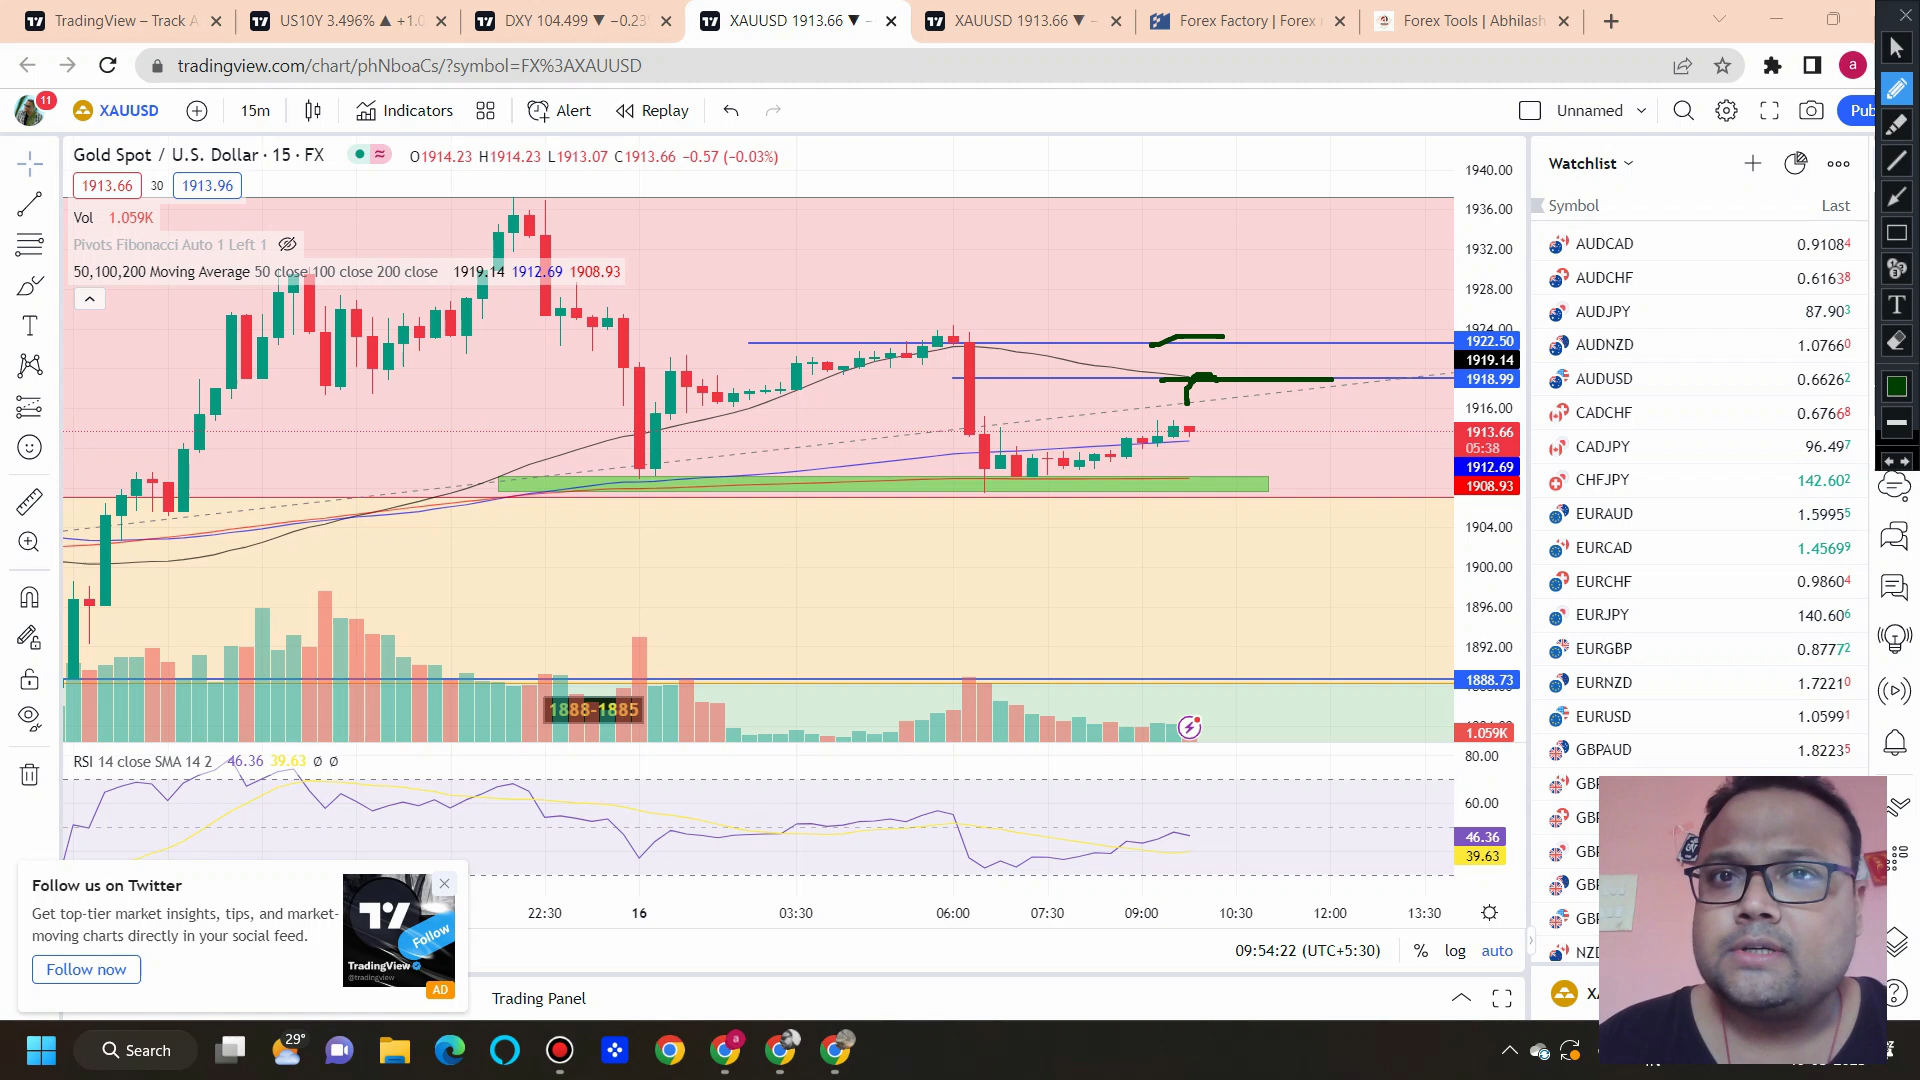 TradingView – Track A
US10Y 3.496% ▲ +1.0
DXY 104.499 ▼ −0.23
XAUUSD 1913.66 ▼ −
XAUUSD 1913.66 ▼ −
Forex Factory | Forex
Forex Tools | Abhilash
tradingview.com/chart/phNboaCs/?symbol=FX%3AXAUUSD
a
11
XAUUSD
15m
Indicators
Alert
Replay
Unnamed
Pub
Gold Spot / U.S. Dollar · 15 · FX
O1914.23 H1914.23 L1913.07 C1913.66 −0.57 (−0.03%)
1913.66 30 1913.96
Vol 1.059K
Pivots Fibonacci Auto 1 Left 1
50,100,200 Moving Average 50 close 100 close 200 close 1919.14 1912.69 1908.93
1940.00
1936.00
1932.00
1928.00
1924.00
1922.50
1919.14
1918.99
1916.00
1913.66
05:38
1912.69
1908.93
1904.00
1900.00
1896.00
1892.00
1888.73
1.059K
1888-1885
RSI 14 close SMA 14 2 46.36 39.63 ∅ ∅
80.00
60.00
46.36
39.63
22:30
16
03:30
06:00
07:30
09:00
10:30
12:00
13:30
09:54:22 (UTC+5:30)
%
log
auto
Trading Panel
Follow us on Twitter
Get top-tier market insights, tips, and market-
moving charts directly in your social feed.
Follow now
Follow
TradingView
@tradingview
AD
Watchlist
Symbol Last
AUDCAD 0.91084
AUDCHF 0.61638
AUDJPY 87.903
AUDNZD 1.07660
AUDUSD 0.66262
CADCHF 0.67668
CADJPY 96.497
CHFJPY 142.602
EURAUD 1.59955
EURCAD 1.45699
EURCHF 0.98604
EURJPY 140.606
EURGBP 0.87772
EURNZD 1.72210
EURUSD 1.05991
GBPAUD 1.82235
Search
29°